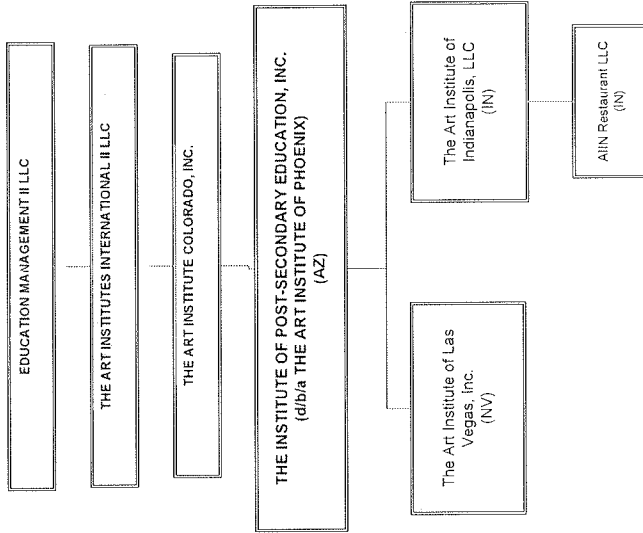 EDUCATION MANAGEMENT II LLC
THE ART INSTITUTES INTERNATIONAL II LLC
THE ART INSTITUTE COLORADO, INC.
THE INSTITUTE OF POST-SECONDARY EDUCATION, INC.
(d/b/a THE ART INSTITUTE OF PHOENIX)
(AZ)
The Art Institute of Las
Vegas, Inc.
(NV)
The Art Institute of
Indianapolis, LLC
(IN)
AIIN Restaurant LLC
(IN)